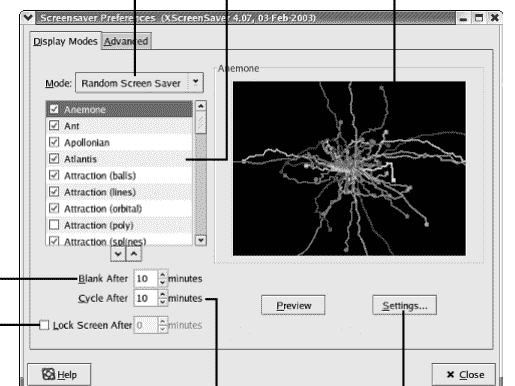 Screensaver Preferences (XScreenSaver 4.07, 03-Feb-2003)
Display Modes Advanced
Mode: Random Screen Saver
Anemone
Anemone
Ant
Apollonian
Atlantis
Attraction (balls)
Attraction (lines)
Attraction (orbital)
Attraction (poly)
Attraction (splines)
Blank After 10 minutes
Cycle After 10 minutes
Lock Screen After 0 minutes
Preview
Settings...
Help
Close